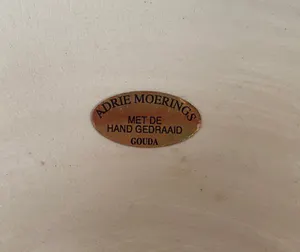 ADRIE MOERINGS
MET DE
HAND GEDRAAID
GOUDA